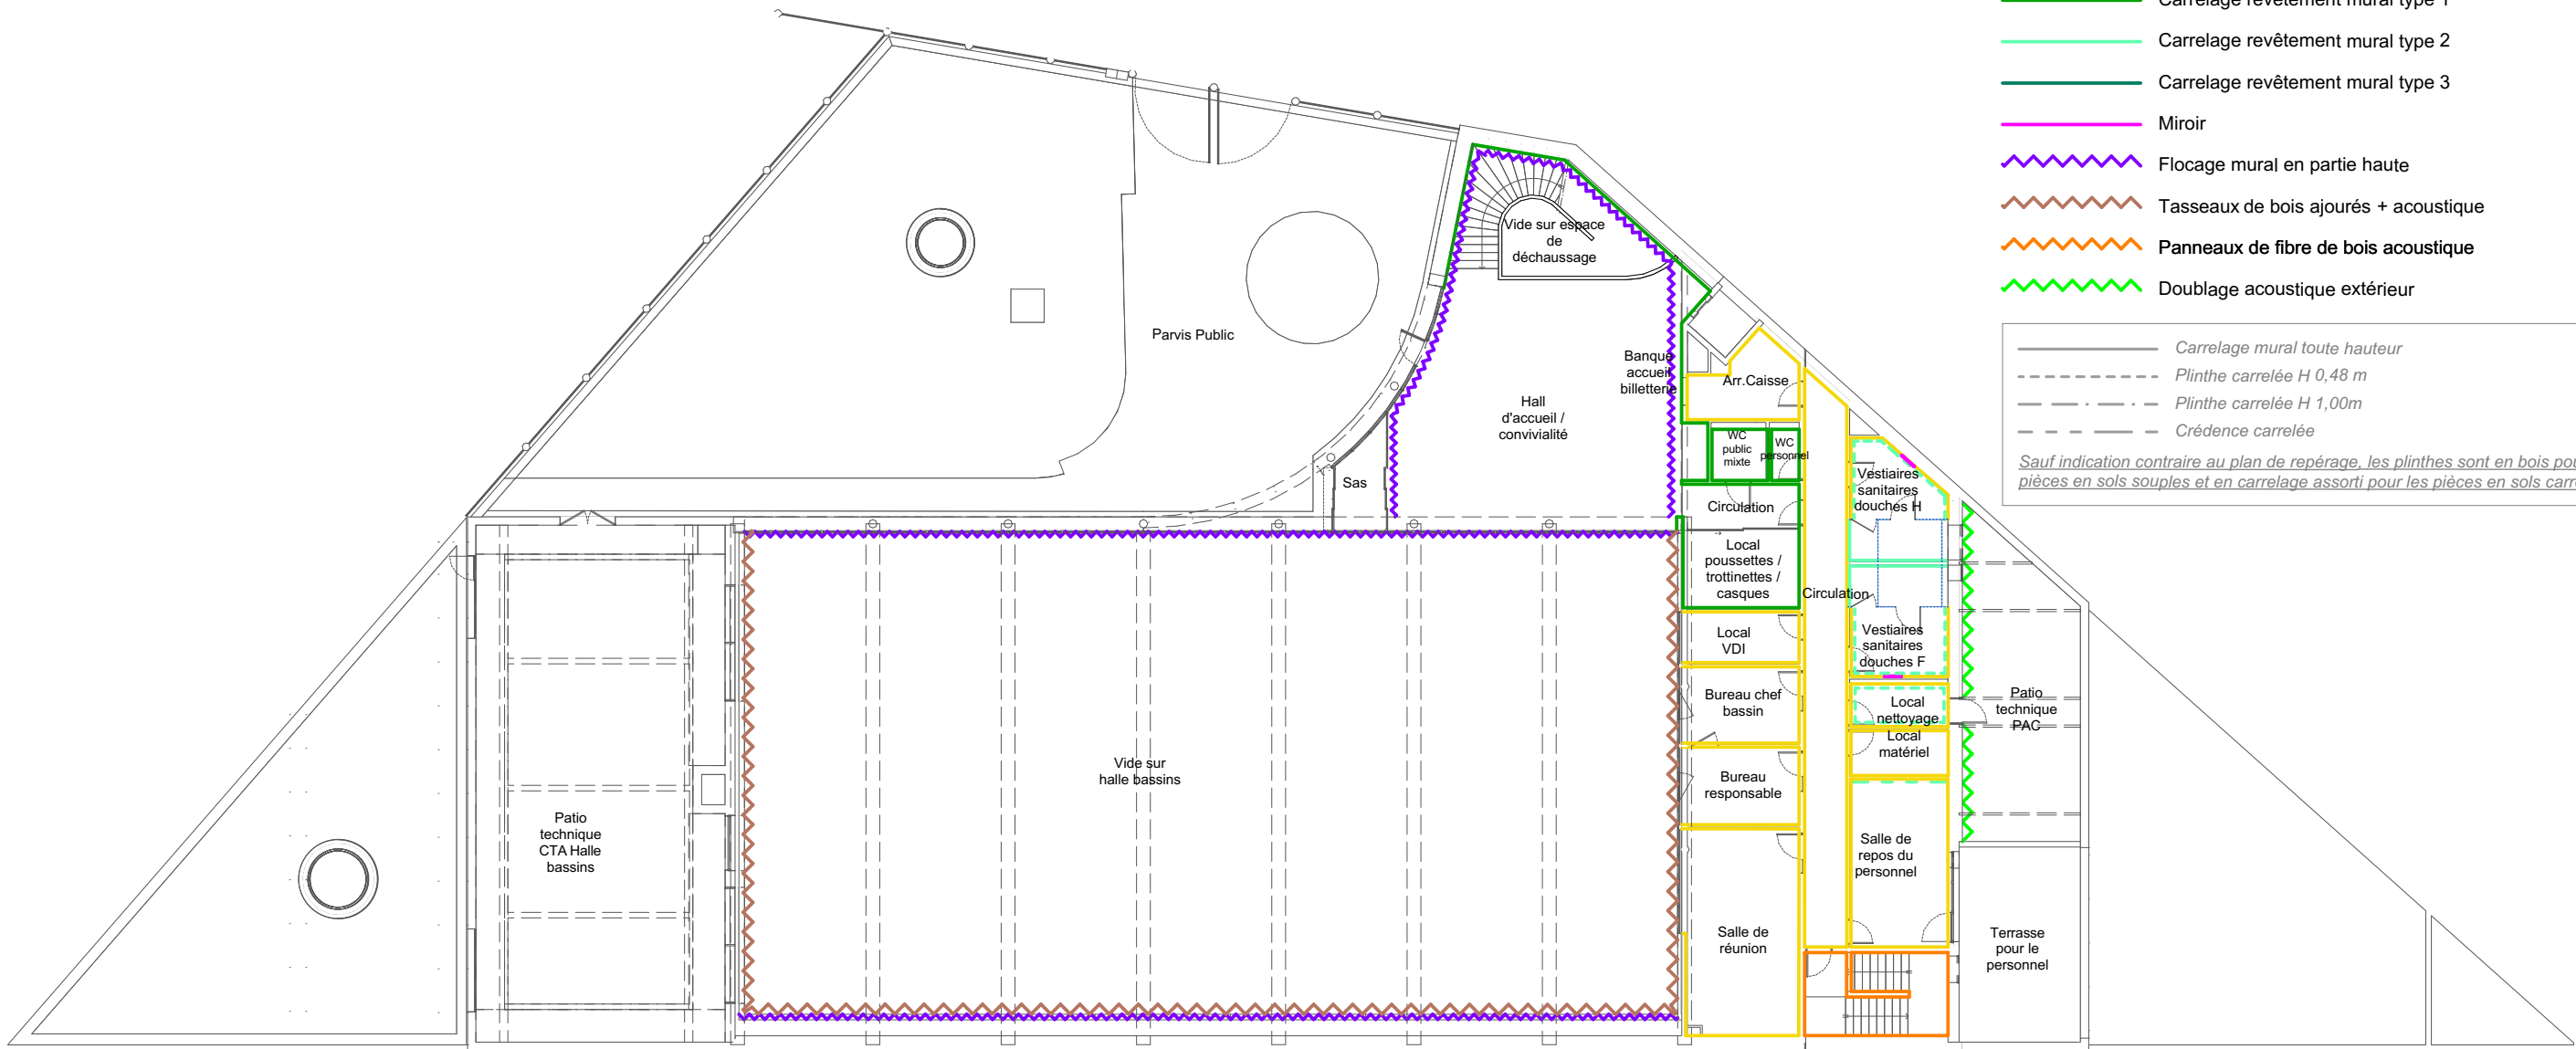 Carrelage revêtement mural type 1
Carrelage revêtement mural type 2
Carrelage revêtement mural type 3
Miroir
Flocage mural en partie haute
Tasseaux de bois ajourés + acoustique
Panneaux de fibre de bois acoustique
Doublage acoustique extérieur
Carrelage mural toute hauteur
Plinthe carrelée H 0,48 m
Plinthe carrelée H 1,00m
Crédence carrelée
Sauf indication contraire au plan de repérage, les plinthes sont en bois
pièces en sols souples et en carrelage assorti pour les pièces en sols
Vide sur espace
de
déchaussage
Parvis Public
Banque
accueil
billetterie
Arr.Caisse
Hall
d'accueil /
convivialité
WC
public
mixte
WC
personnel
Sas
Circulation
Vestiaires
sanitaires
douches H
Local
poussettes /
trottinettes /
casques
Circulation
Local
VDI
Vestiaires
sanitaires
douches F
Bureau chef
bassin
Local
nettoyage
Patio
technique
PAC
Local
matériel
Vide sur
halle bassins
Bureau
responsable
Patio
technique
CTA Halle
bassins
Salle de
repos du
personnel
Salle de
réunion
Terrasse
pour le
personnel